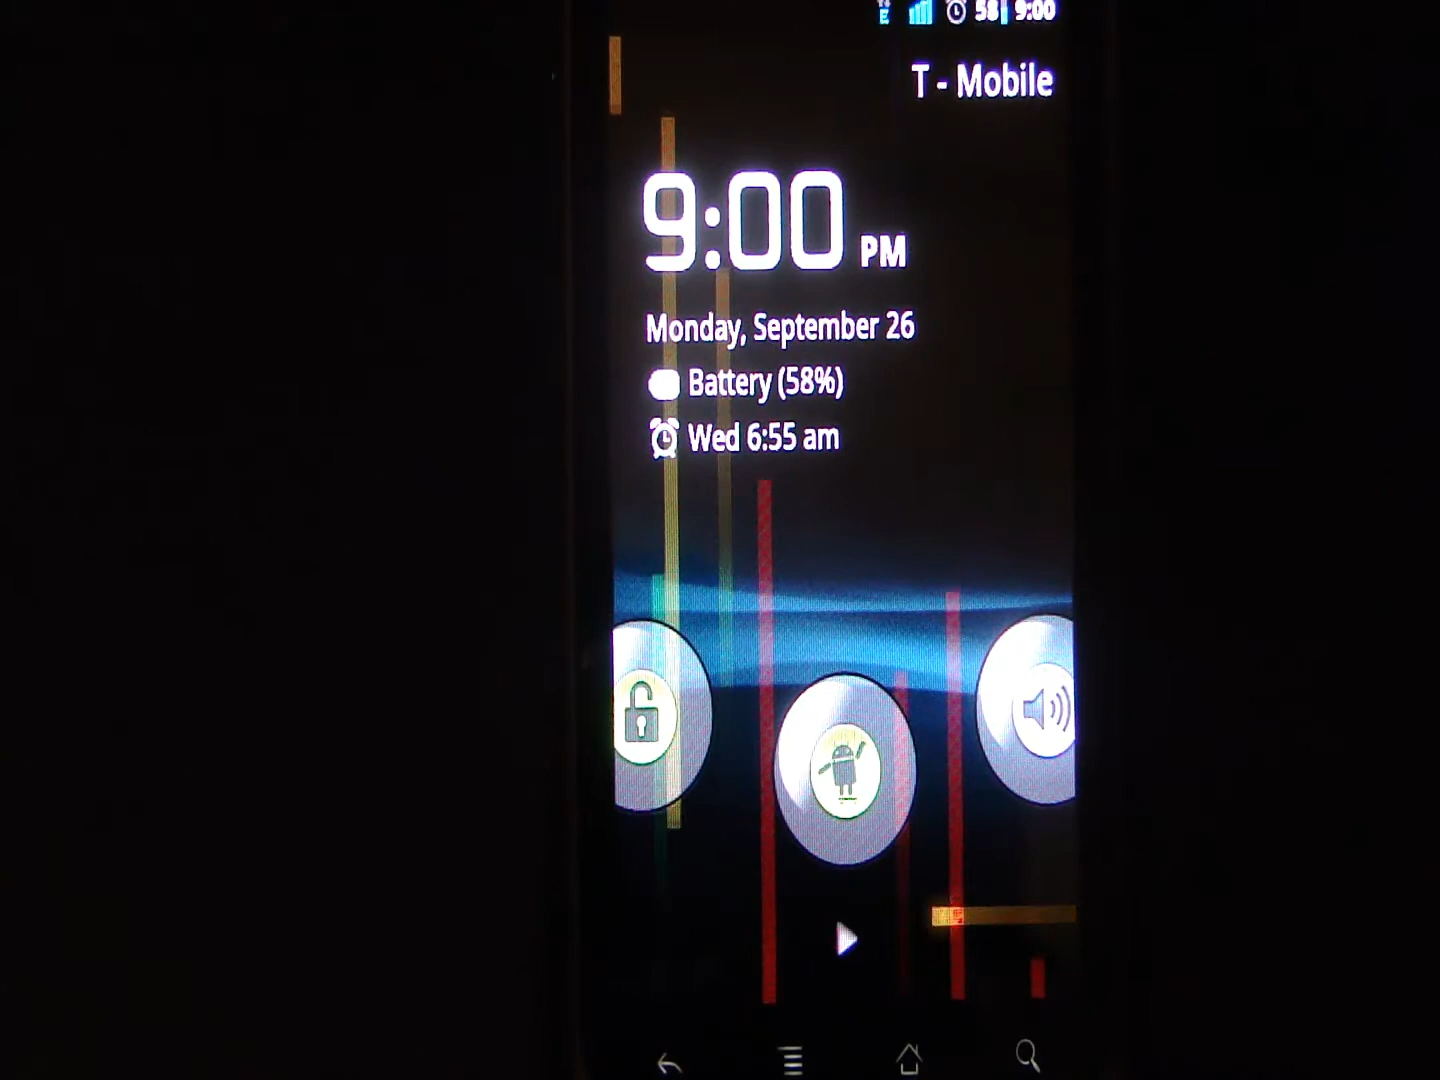 E 58 9:00
T - Mobile
9:00 PM
Monday, September 26
Battery (58%)
Wed 6:55 am